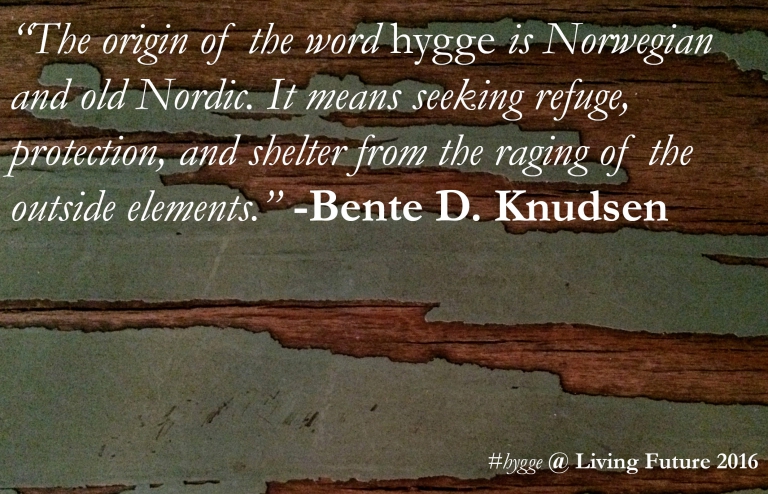 “The origin of the word hygge is Norwegian
and old Nordic. It means seeking refuge,
protection, and shelter from the raging of the
outside elements.” -Bente D. Knudsen
#hygge @ Living Future 2016